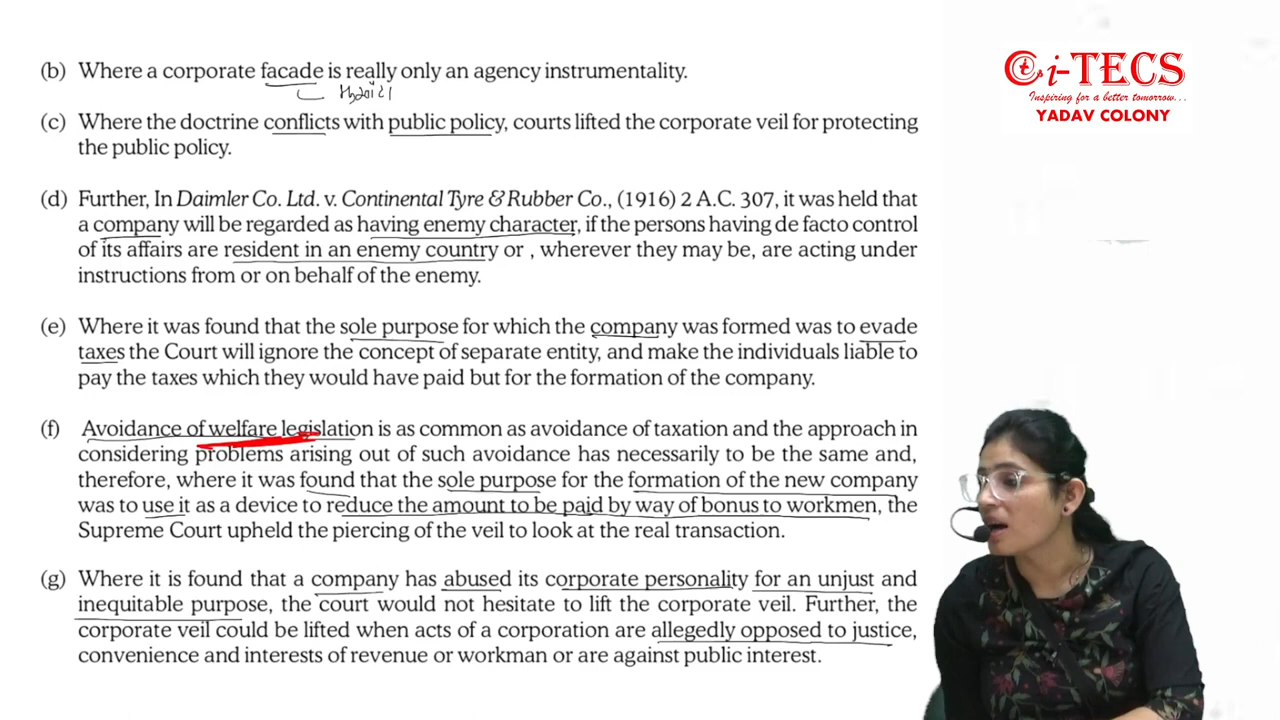 (b) Where a corporate facade is really only an agency instrumentality.
(c) Where the doctrine conflicts with public policy, courts lifted the corporate veil for protecting
the public policy.
(d) Further, In Daimler Co. Ltd. v. Continental Tyre & Rubber Co., (1916) 2 A.C. 307, it was held that
a company will be regarded as having enemy character, if the persons having de facto control
of its affairs are resident in an enemy country or , wherever they may be, are acting under
instructions from or on behalf of the enemy.
(e) Where it was found that the sole purpose for which the company was formed was to evade
taxes the Court will ignore the concept of separate entity, and make the individuals liable to
pay the taxes which they would have paid but for the formation of the company.
(f) Avoidance of welfare legislation is as common as avoidance of taxation and the approach in
considering problems arising out of such avoidance has necessarily to be the same and,
therefore, where it was found that the sole purpose for the formation of the new company
was to use it as a device to reduce the amount to be paid by way of bonus to workmen, the
Supreme Court upheld the piercing of the veil to look at the real transaction.
(g) Where it is found that a company has abused its corporate personality for an unjust and
inequitable purpose, the court would not hesitate to lift the corporate veil. Further, the
corporate veil could be lifted when acts of a corporation are allegedly opposed to justice,
convenience and interests of revenue or workman or are against public interest.
i-TECS
Inspiring for a better tomorrow...
YADAV COLONY